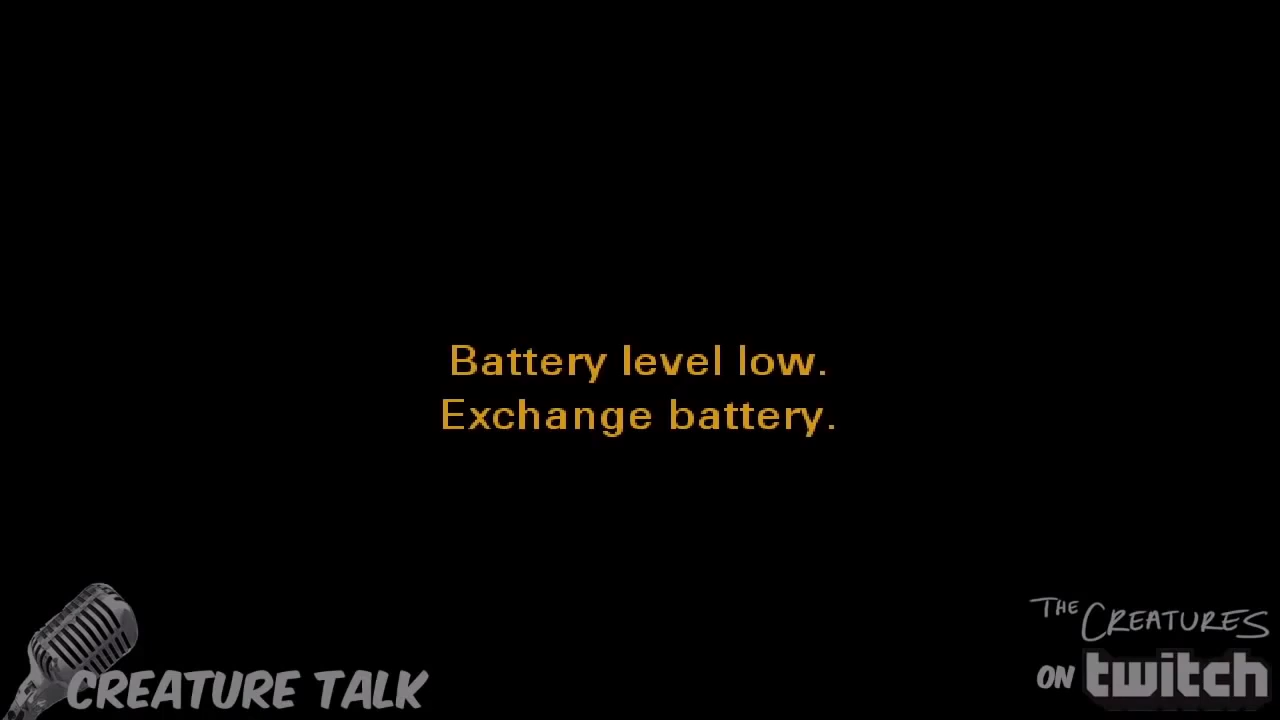 Battery level low.
Exchange battery.
CREATURE TALK
THE CREATURES
ON twitch